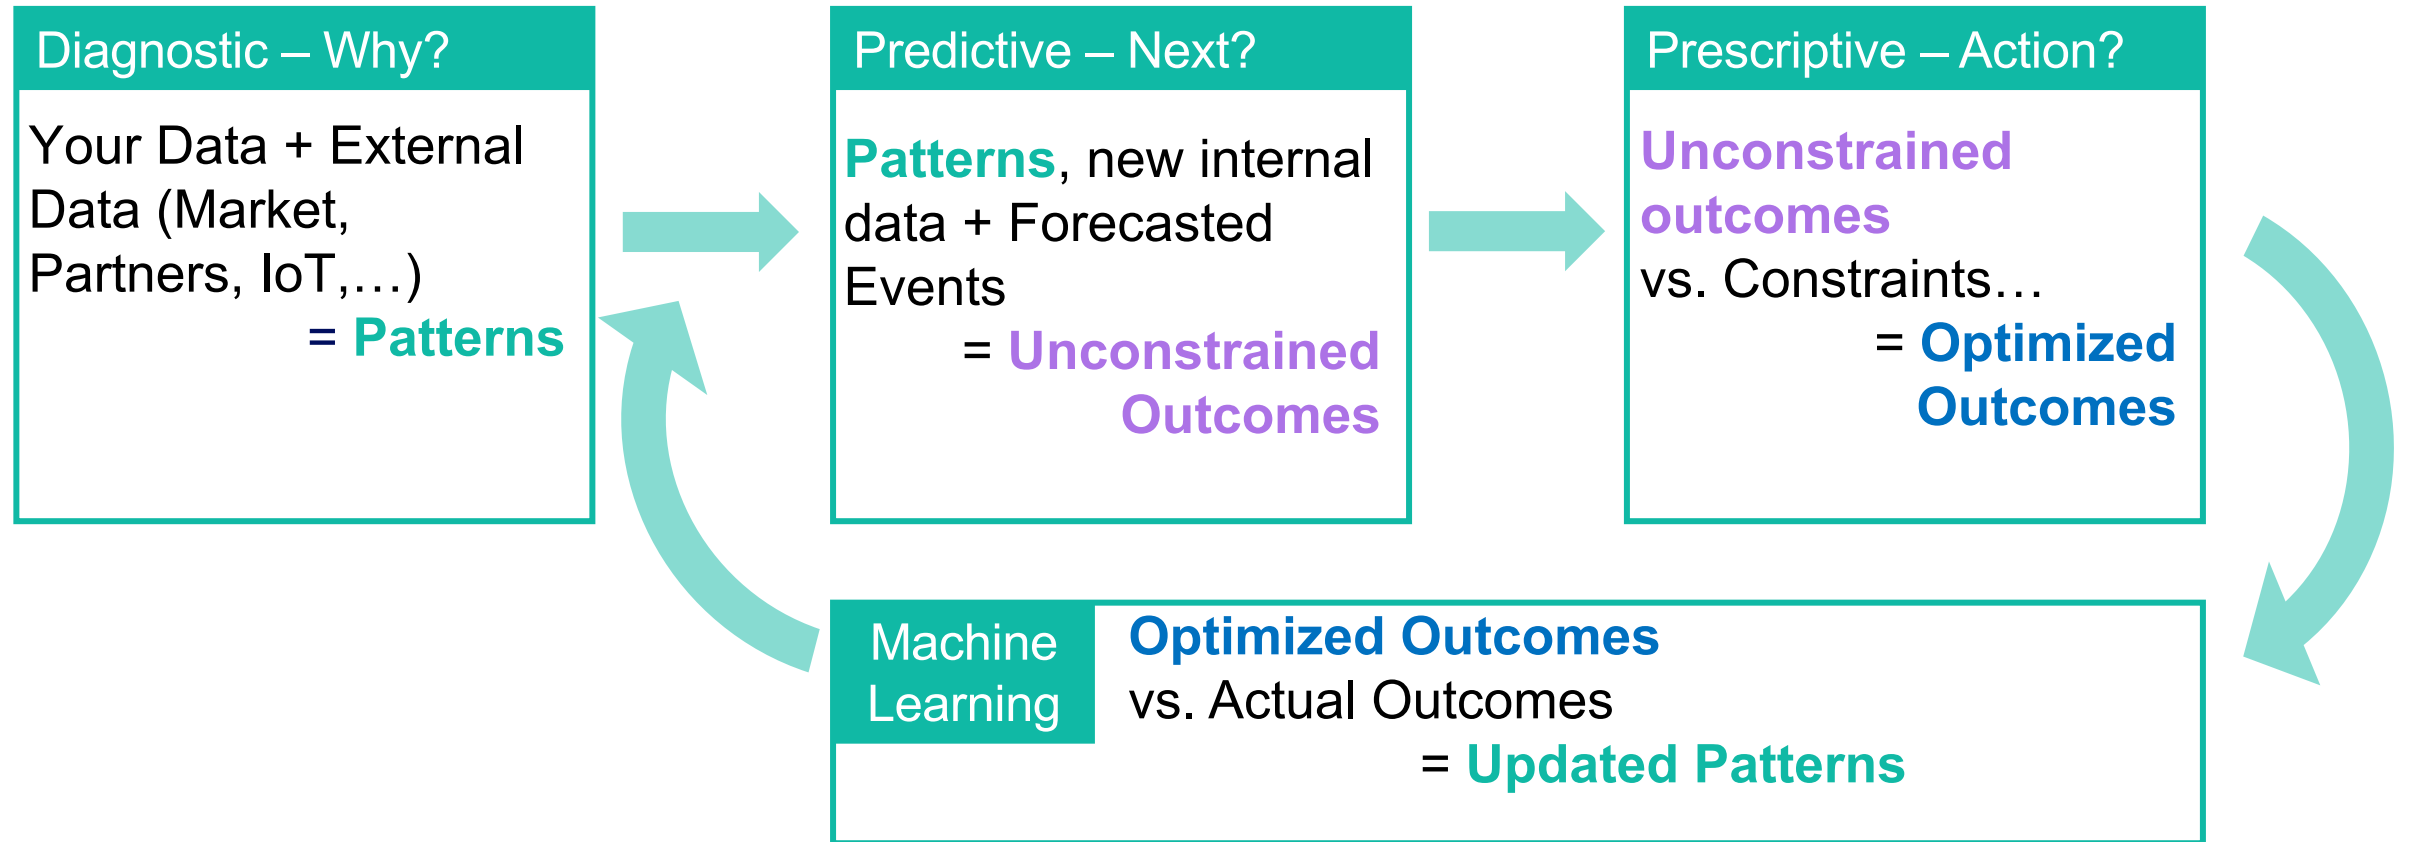 Diagnostic – Why?
Your Data + External
Data (Market,
Partners, IoT,…)
= Patterns
Predictive – Next?
Patterns, new internal
data + Forecasted
Events
= Unconstrained
Outcomes
Prescriptive – Action?
Unconstrained
outcomes
vs. Constraints…
= Optimized
Outcomes
Machine
Learning
Optimized Outcomes
vs. Actual Outcomes
= Updated Patterns